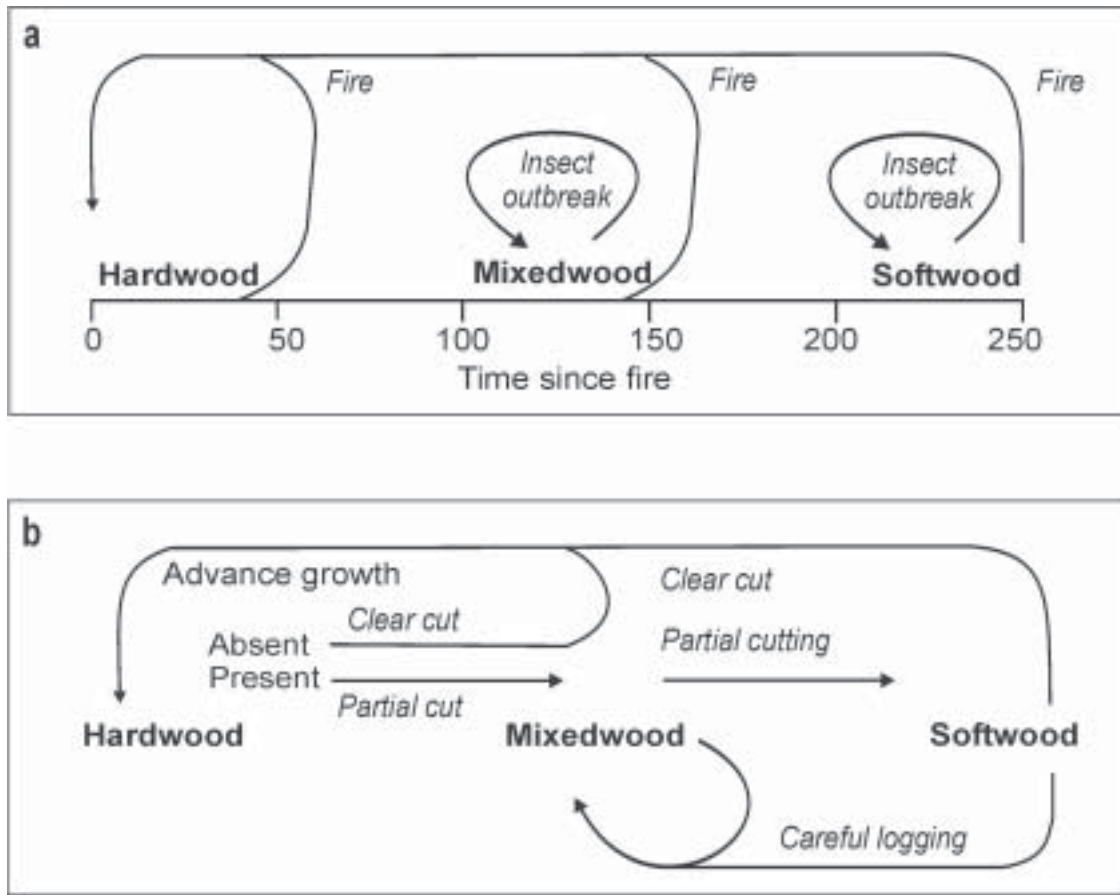 a
Fire
Fire
Fire
Insect
outbreak
Insect
outbreak
Hardwood
Mixedwood
Softwood
0
50
100
150
200
250
Time since fire
b
Advance growth
Clear cut
Clear cut
Absent
Partial cutting
Present
Partial cut
Hardwood
Mixedwood
Softwood
Careful logging